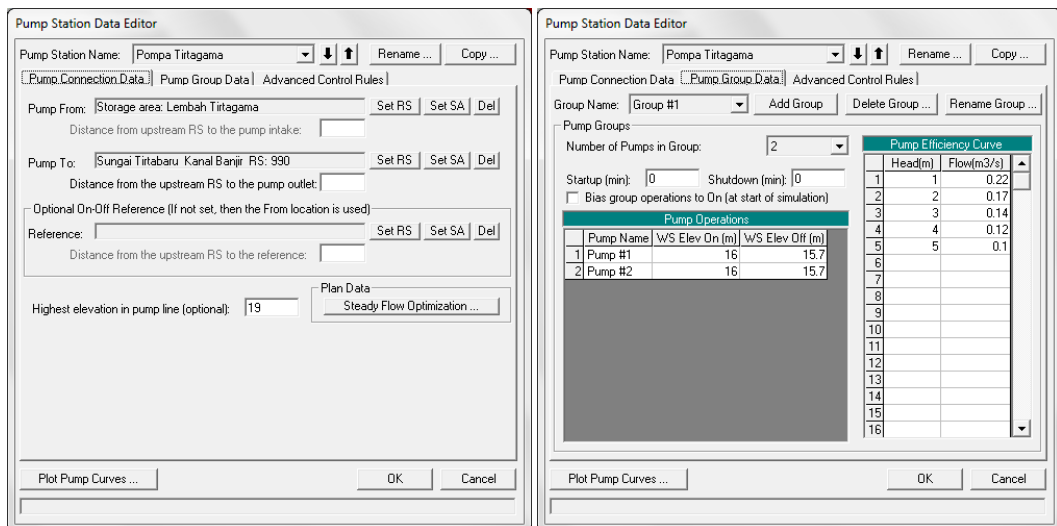 Pump Station Data Editor
Pump Station Name: Pompa Tirtagama Rename ... Copy ...
Pump Connection Data Pump Group Data Advanced Control Rules
Pump From: Storage area: Lembah Tirtagama Set RS Set SA Del
Distance from upstream RS to the pump intake:
Pump To: Sungai Tirtabaru Kanal Banjir RS: 990 Set RS Set SA Del
Distance from the upstream RS to the pump outlet:
Optional On-Off Reference (If not set, then the From location is used)
Reference: Set RS Set SA Del
Distance from the upstream RS to the reference:
Highest elevation in pump line (optional): 19
Plan Data
Steady Flow Optimization ...
Plot Pump Curves ... OK Cancel
Pump Station Data Editor
Pump Station Name: Pompa Tirtagama Rename ... Copy ...
Pump Connection Data Pump Group Data Advanced Control Rules
Group Name: Group #1 Add Group Delete Group ... Rename Group ...
Pump Groups
Number of Pumps in Group: 2
Startup (min): 0 Shutdown (min): 0
Bias group operations to On (at start of simulation)
Pump Operations
Pump Name WS Elev On (m) WS Elev Off (m)
1 Pump #1 16 15.7
2 Pump #2 16 15.7
Pump Efficiency Curve
Head(m) Flow(m3/s)
1 1 0.22
2 2 0.17
3 3 0.14
4 4 0.12
5 5 0.1
6
7
8
9
10
11
12
13
14
15
16
Plot Pump Curves ... OK Cancel